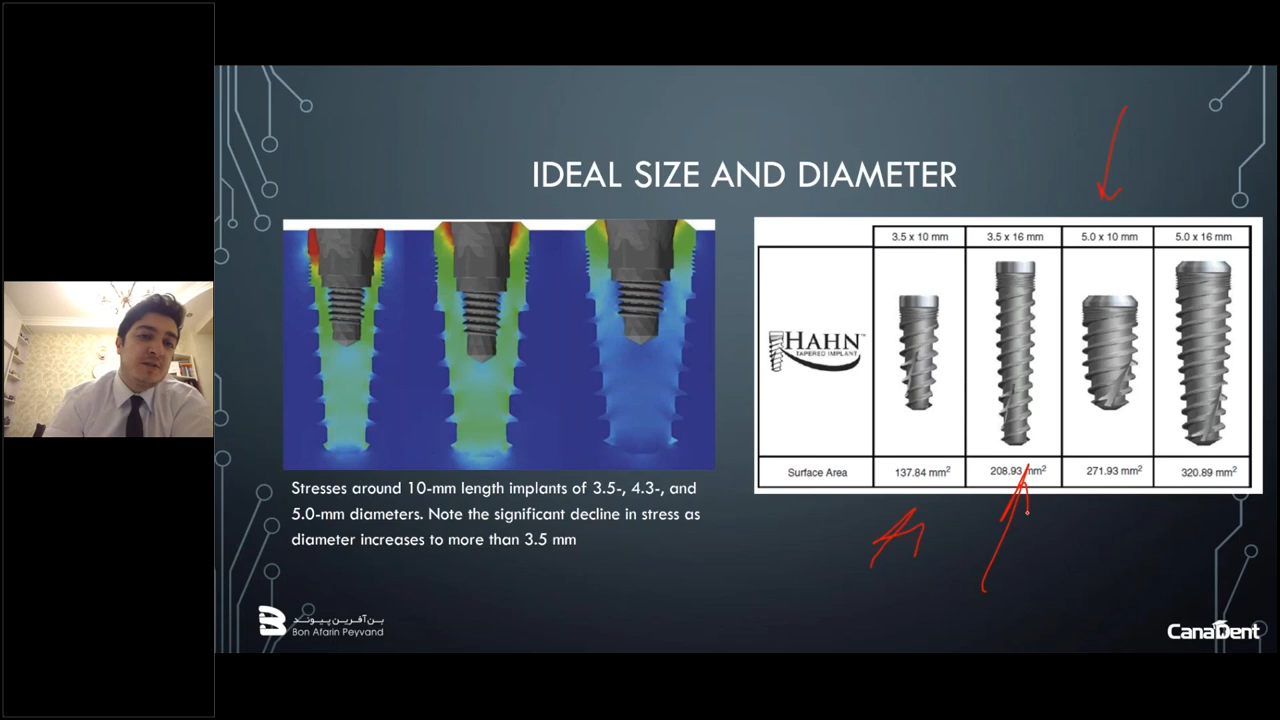 IDEAL SIZE AND DIAMETER
3.5 x 10 mm
3.5 x 16 mm
5.0 x 10 mm
5.0 x 16 mm
HAHN™
TAPERED IMPLANT
Surface Area
137.84 mm²
208.93 mm²
271.93 mm²
320.89 mm²
Stresses around 10-mm length implants of 3.5-, 4.3-, and
5.0-mm diameters. Note the significant decline in stress as
diameter increases to more than 3.5 mm
بن‌آفرین‌پیوند
Bon Afarin Peyvand
CanaDent